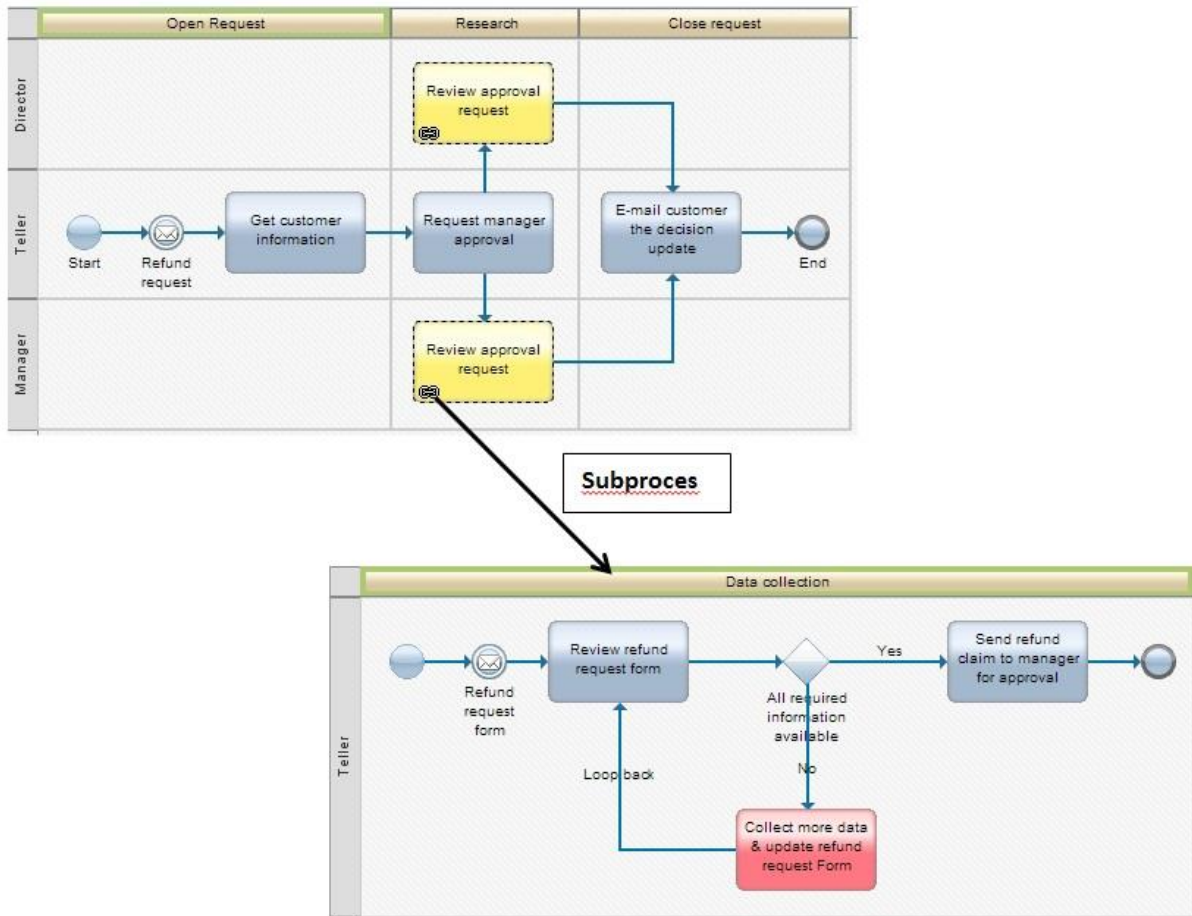 Open Request
Research
Close request
Director
Review approval
request
Teller
Start
Refund
request
Get customer
information
Request manager
approval
E-mail customer
the decision
update
End
Manager
Review approval
request
Subproces
Data collection
Teller
Refund
request
form
Review refund
request form
All required
information
available
Yes
Send refund
claim to manager
for approval
No
Loop back
Collect more data
& update refund
request Form